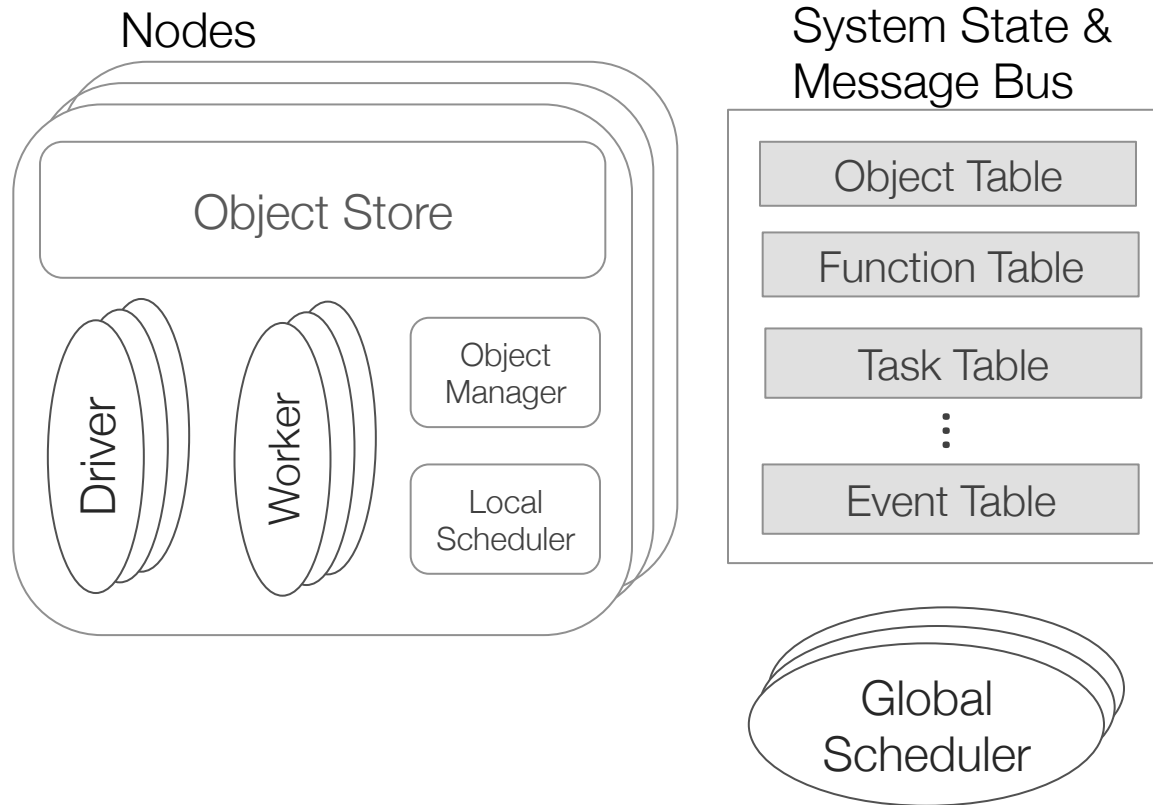 Nodes
Object Store
Driver
Worker
Object
Manager
Local
Scheduler
System State &
Message Bus
Object Table
Function Table
Task Table
...
Event Table
Global
Scheduler